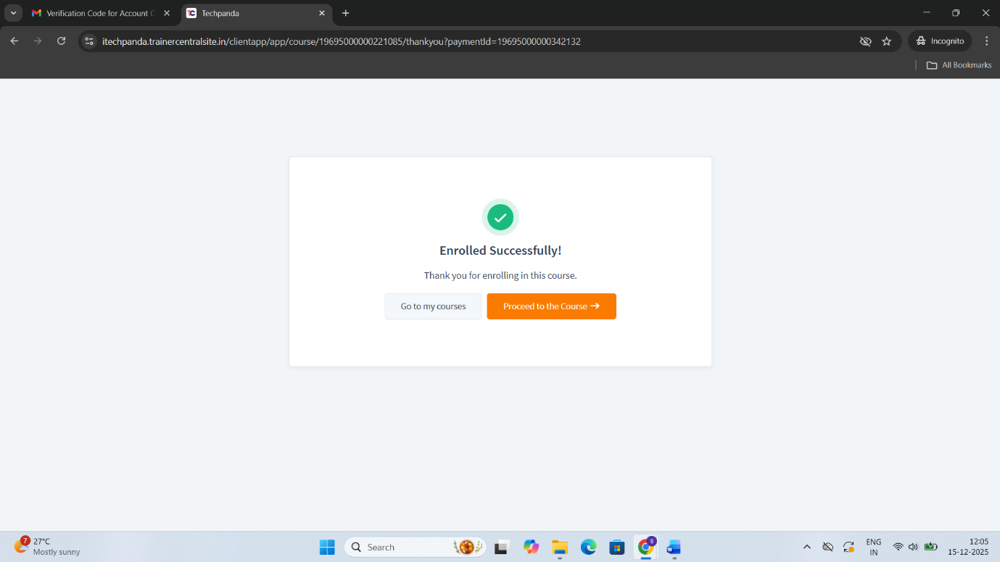 Verification Code for Account
Techpanda
itechpanda.trainercentralsite.in/clientapp/app/course/19695000000221085/thankyou?paymentId=19695000000342132
Incognito
All Bookmarks
Enrolled Successfully!
Thank you for enrolling in this course.
Go to my courses
Proceed to the Course →
7
27°C
Mostly sunny
Search
9
ENG
IN
12:05
15-12-2025